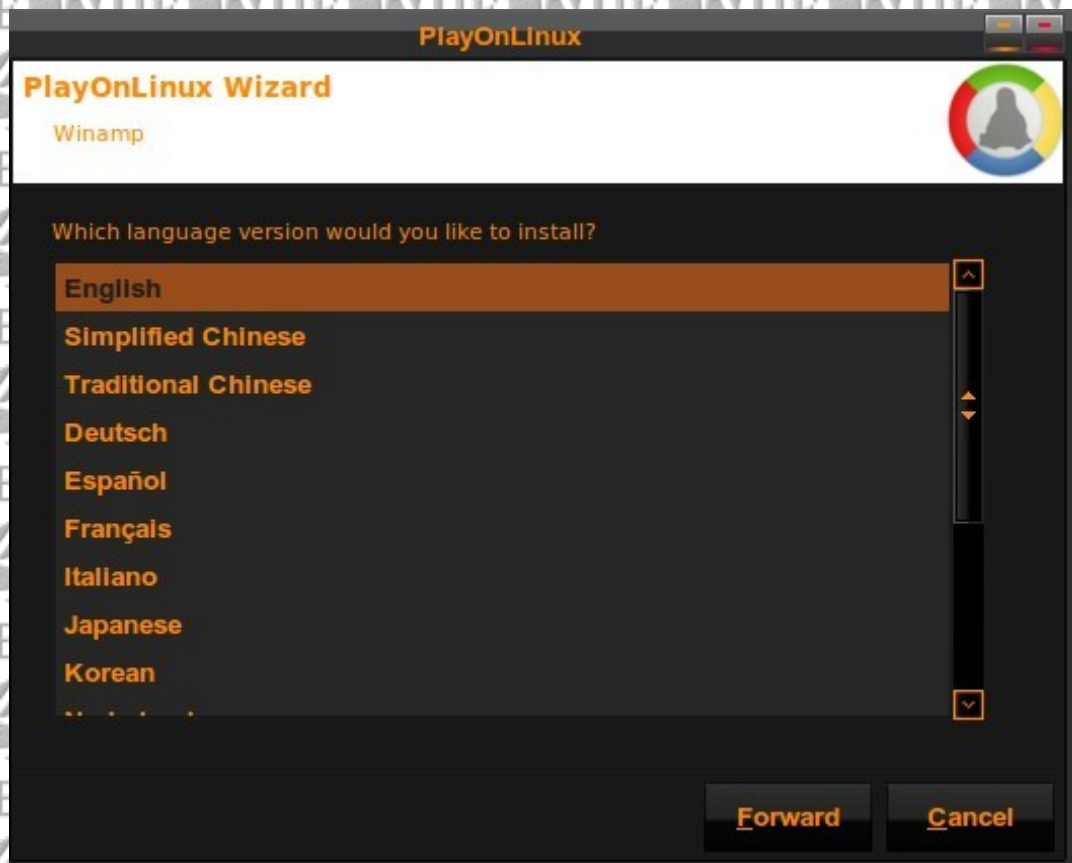 PlayOnLinux
PlayOnLinux Wizard
Winamp
Which language version would you like to install?
English
Simplified Chinese
Traditional Chinese
Deutsch
Español
Français
Italiano
Japanese
Korean
Forward
Cancel